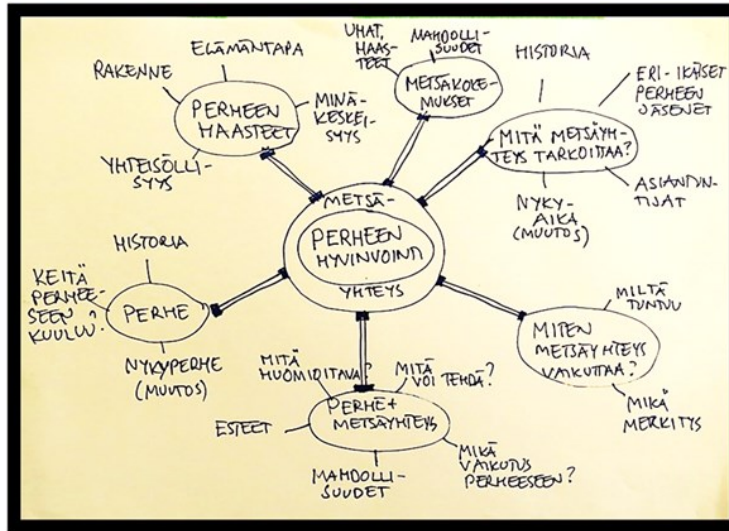 ELÄMÄNTAPA
RAKENNE
PERHEEN
HAASTEET
MINÄ-
KESKEI-
SYYS
YHTEISÖLLI-
SYYS
UHAT,
HAAS-
TEET
MAHDOLLI-
SUUDET
METSÄKOKE-
MUKSET
HISTORIA
ERI-IKÄISET
PERHEEN
JÄSENET
MITÄ METSÄYH-
TEYS TARKOITTAA?
NYKY-
AIKA
(MUUTOS)
ASIANTUN-
TIJAT
METSÄ-
PERHEEN
HYVINVOINTI
YHTEYS
HISTORIA
KEITÄ
PERHEE-
SEEN
KUULUU?
PERHE
NYKYPERHE
(MUUTOS)
MILTÄ
TUNTUU
MITEN
METSÄYHTEYS
VAIKUTTAA?
MIKÄ
MERKITYS
MITÄ
HUOMIOITAVA?
MITÄ
VOI TEHDÄ?
PERHE+
METSÄYHTEYS
ESTEET
MAHDOLLI-
SUUDET
MIKÄ
VAIKUTUS
PERHEESEEN?